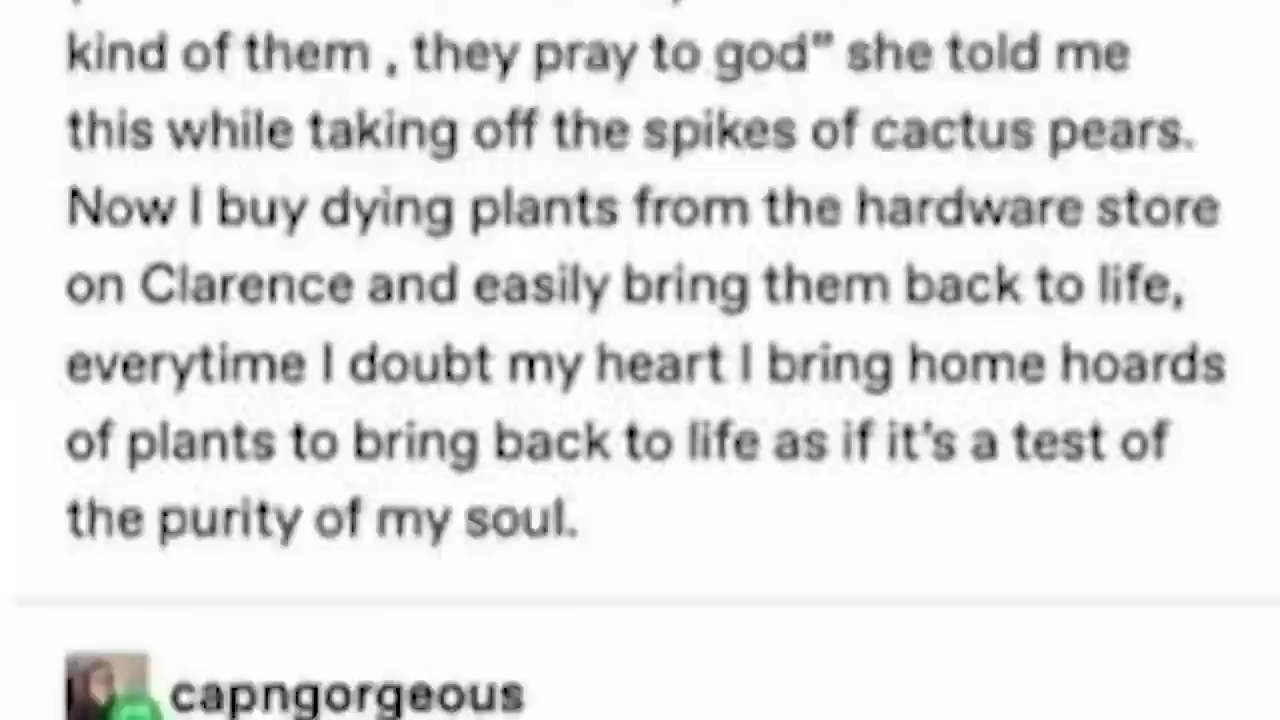 kind of them , they pray to god" she told me
this while taking off the spikes of cactus pears.
Now I buy dying plants from the hardware store
on Clarence and easily bring them back to life,
everytime I doubt my heart I bring home hoards
of plants to bring back to life as if it's a test of
the purity of my soul.
capngorgeous